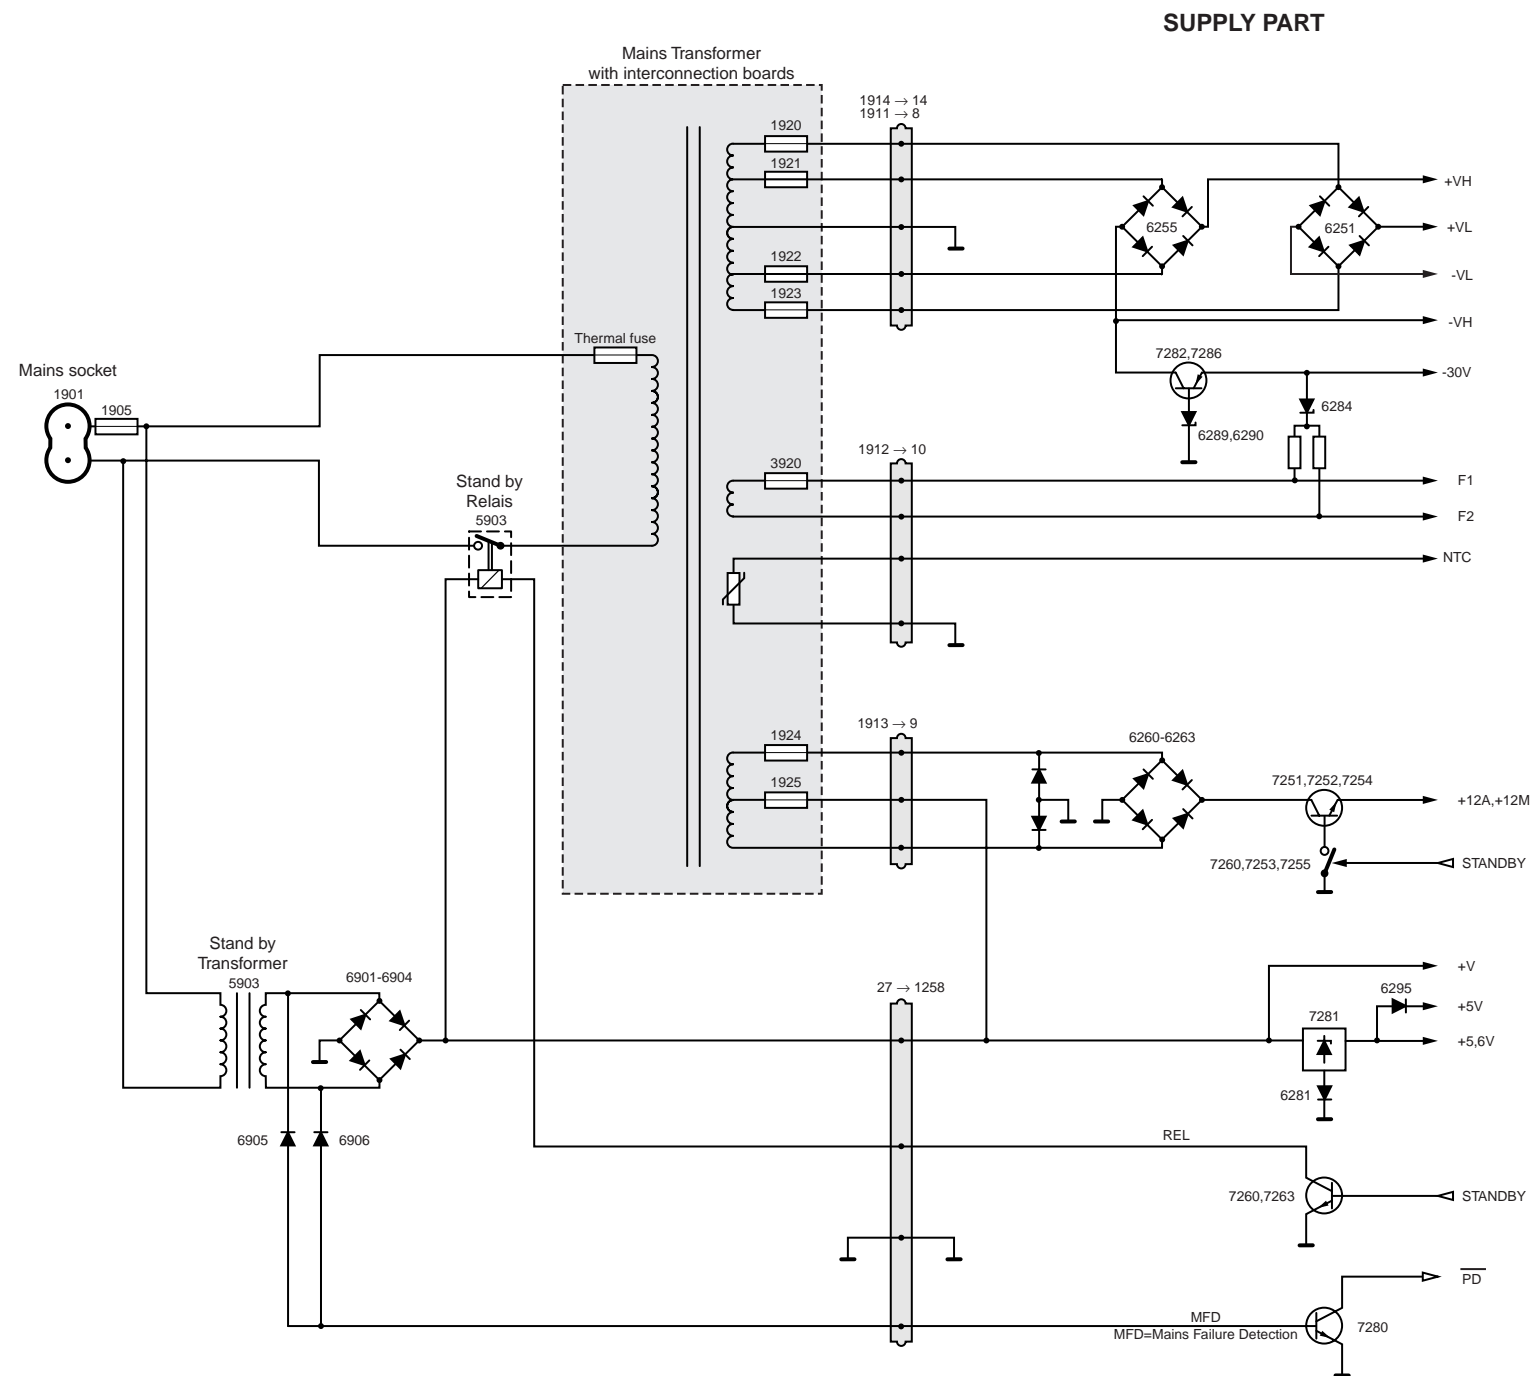 SUPPLY PART
Mains Transformer
with interconnection boards
1914 → 14
1911 → 8
1920
1921
1922
1923
6255
6251
+VH
+VL
-VL
-VH
Thermal fuse
7282,7286
-30V
6284
6289,6290
Mains socket
1901
1905
1912 → 10
3920
F1
F2
NTC
Stand by
Relais
5903
1913 → 9
1924
1925
6260-6263
7251,7252,7254
+12A,+12M
7260,7253,7255
STANDBY
Stand by
Transformer
5903
6901-6904
27 → 1258
+V
6295
+5V
7281
+5,6V
6281
6905
6906
REL
7260,7263
STANDBY
PD
MFD
MFD=Mains Failure Detection
7280